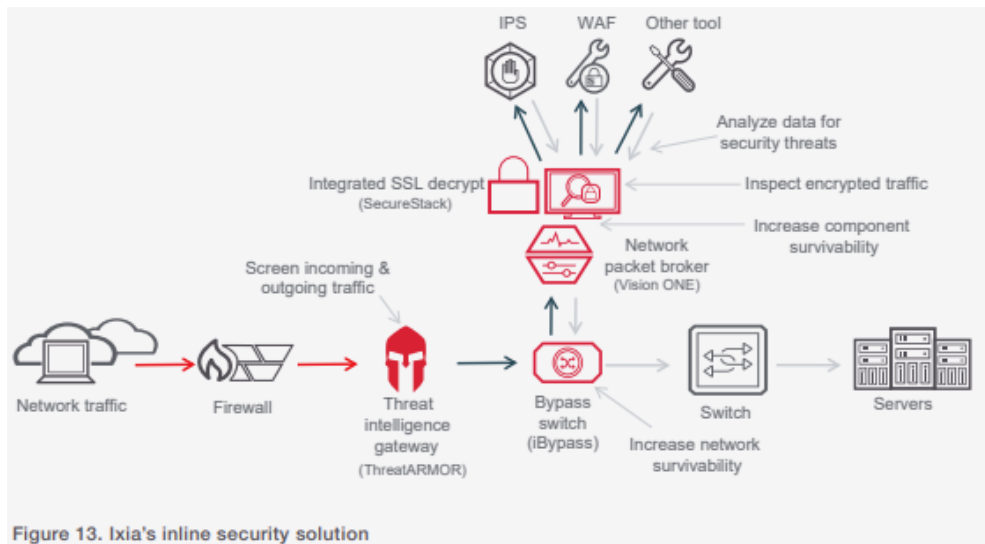 IPS
WAF
Other tool
Analyze data for
security threats
Integrated SSL decrypt
(SecureStack)
Inspect encrypted traffic
Increase component
survivability
Network
packet broker
(Vision ONE)
Screen incoming &
outgoing traffic
Network traffic
Firewall
Threat
intelligence
gateway
(ThreatARMOR)
Bypass
switch
(iBypass)
Switch
Servers
Increase network
survivability
Figure 13. Ixia's inline security solution